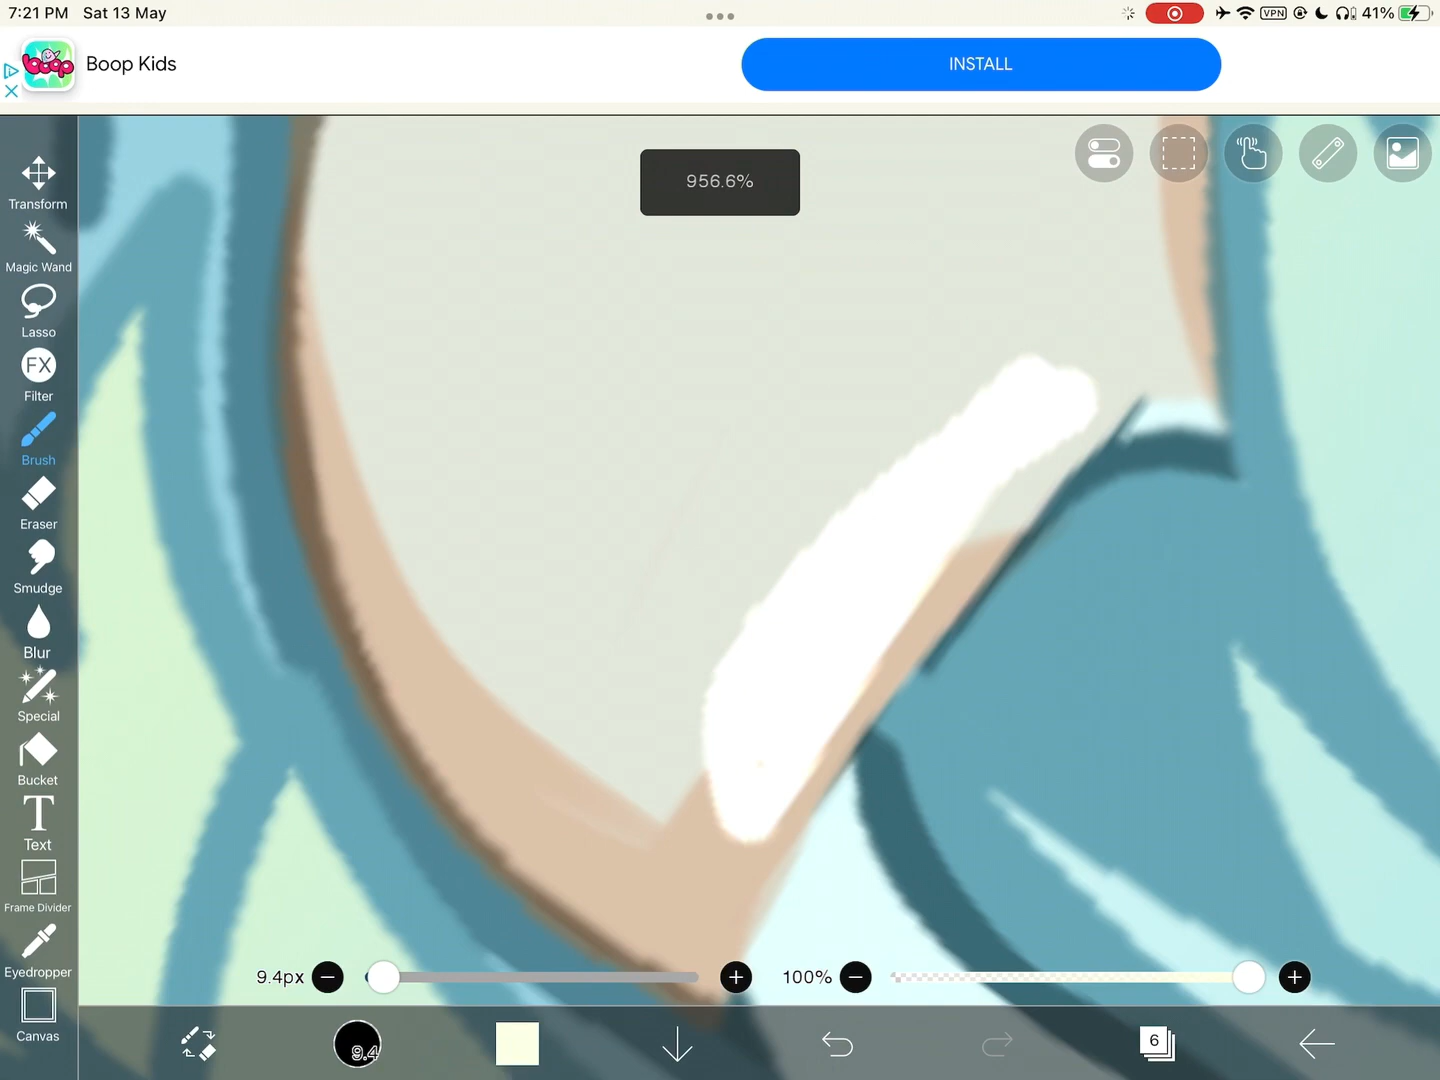 7:21 PM Sat 13 May
VPN
41%
boop
Boop Kids
INSTALL
956.6%
Transform
Magic Wand
Lasso
FX
Filter
Brush
Eraser
Smudge
Blur
Special
Bucket
T
Text
Frame Divider
Eyedropper
Canvas
9.4px
100%
9.4
6